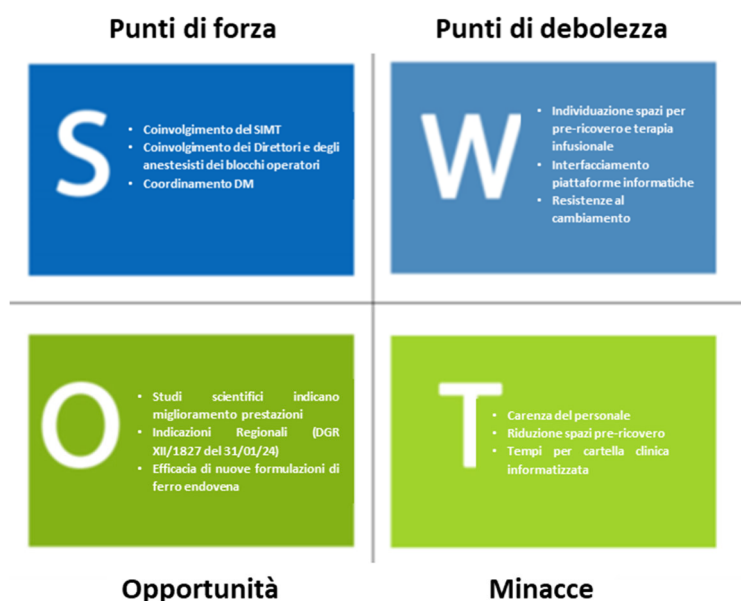 Punti di forza
Punti di debolezza
S
• Coinvolgimento del SIMT
• Coinvolgimento dei Direttori e degli
anestesisti dei blocchi operatori
• Coordinamento DM
W
• Individuazione spazi per
pre-ricovero e terapia
infusionale
• Interfacciamento
piattaforme informatiche
• Resistenze al
cambiamento
O
• Studi scientifici indicano
miglioramento prestazioni
• Indicazioni Regionali (DGR
XII/1827 del 31/01/24)
• Efficacia di nuove formulazioni di
ferro endovena
T
• Carenza del personale
• Riduzione spazi pre-ricovero
• Tempi per cartella clinica
informatizzata
Opportunità
Minacce